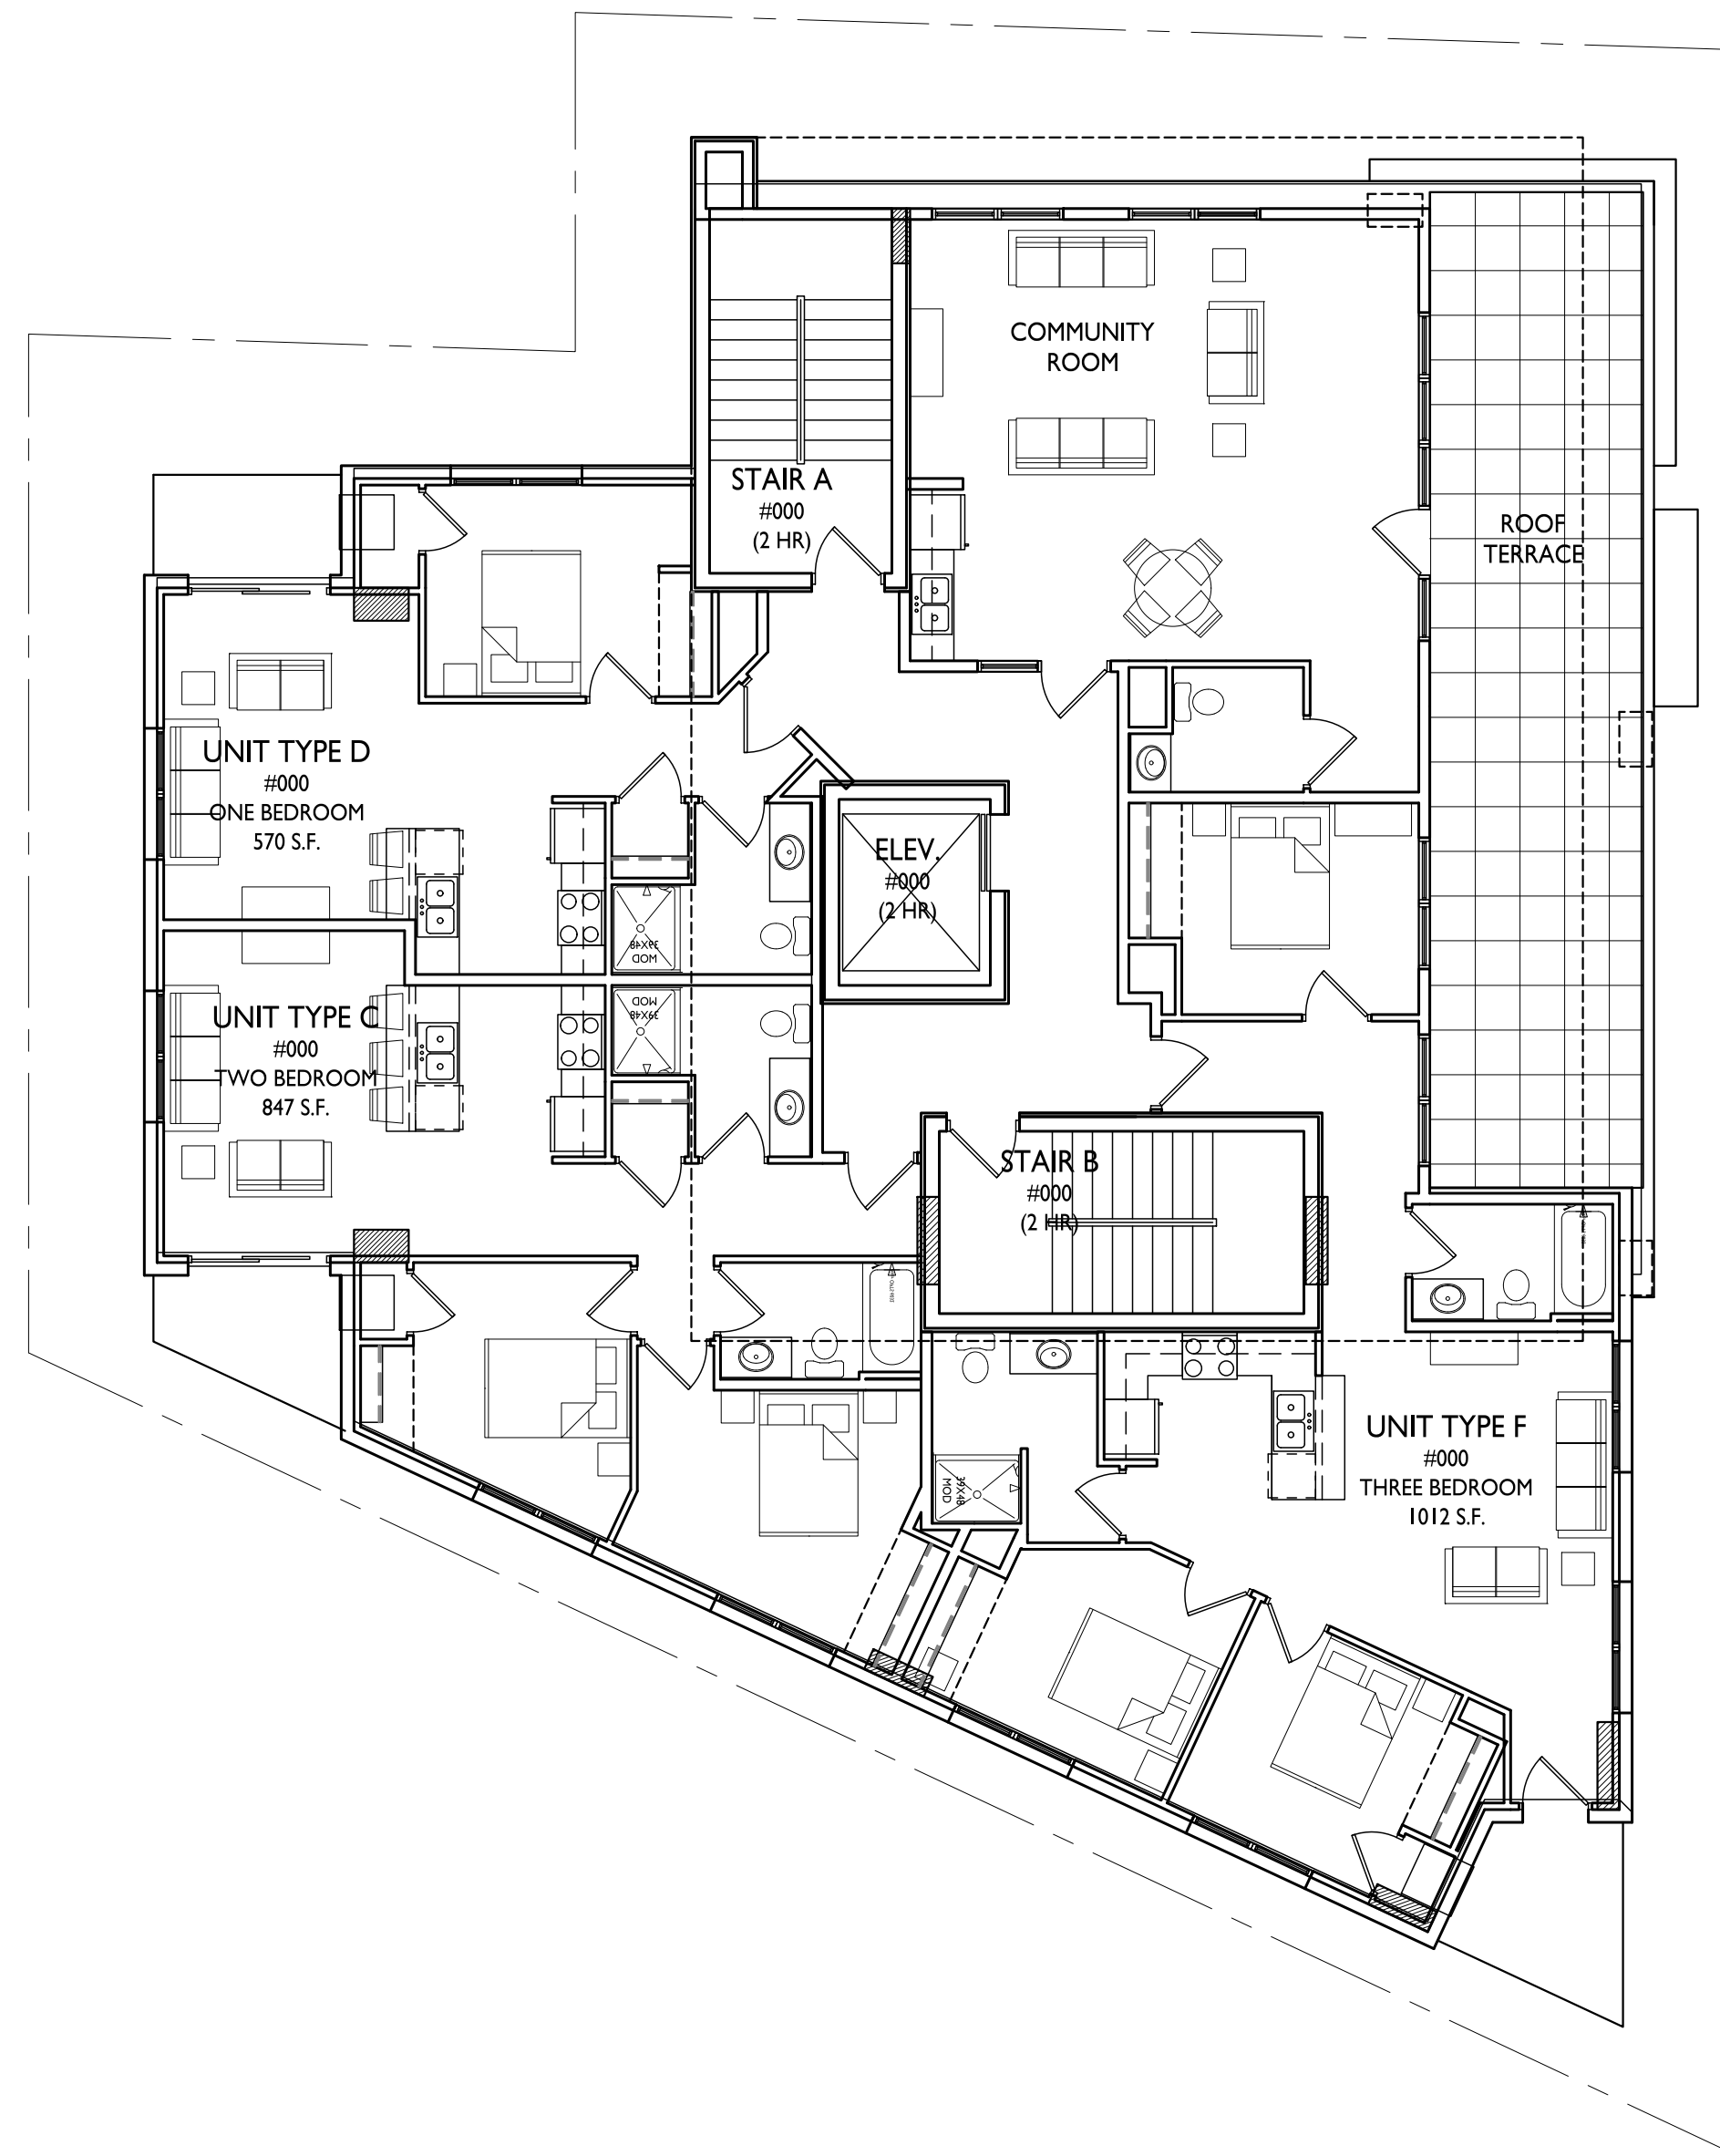 COMMUNITY
ROOM
STAIR A
#000
(2 HR)
ROOF
TERRACE
UNIT TYPE D
#000
ONE BEDROOM
570 S.F.
ELEV.
#000
(2 HR)
39X48
MOD
UNIT TYPE C
#000
TWO BEDROOM
847 S.F.
MOD
39X48
STAIR B
#000
(2 HR)
UNIT TYPE F
#000
THREE BEDROOM
1012 S.F.
39X48
MOD